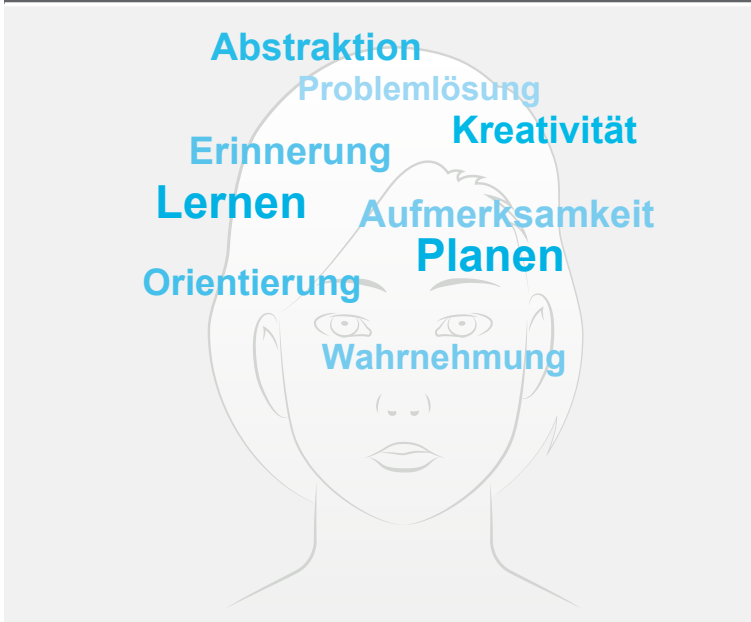 Abstraktion
Problemlösung
Kreativität
Erinnerung
Lernen
Aufmerksamkeit
Planen
Orientierung
Wahrnehmung